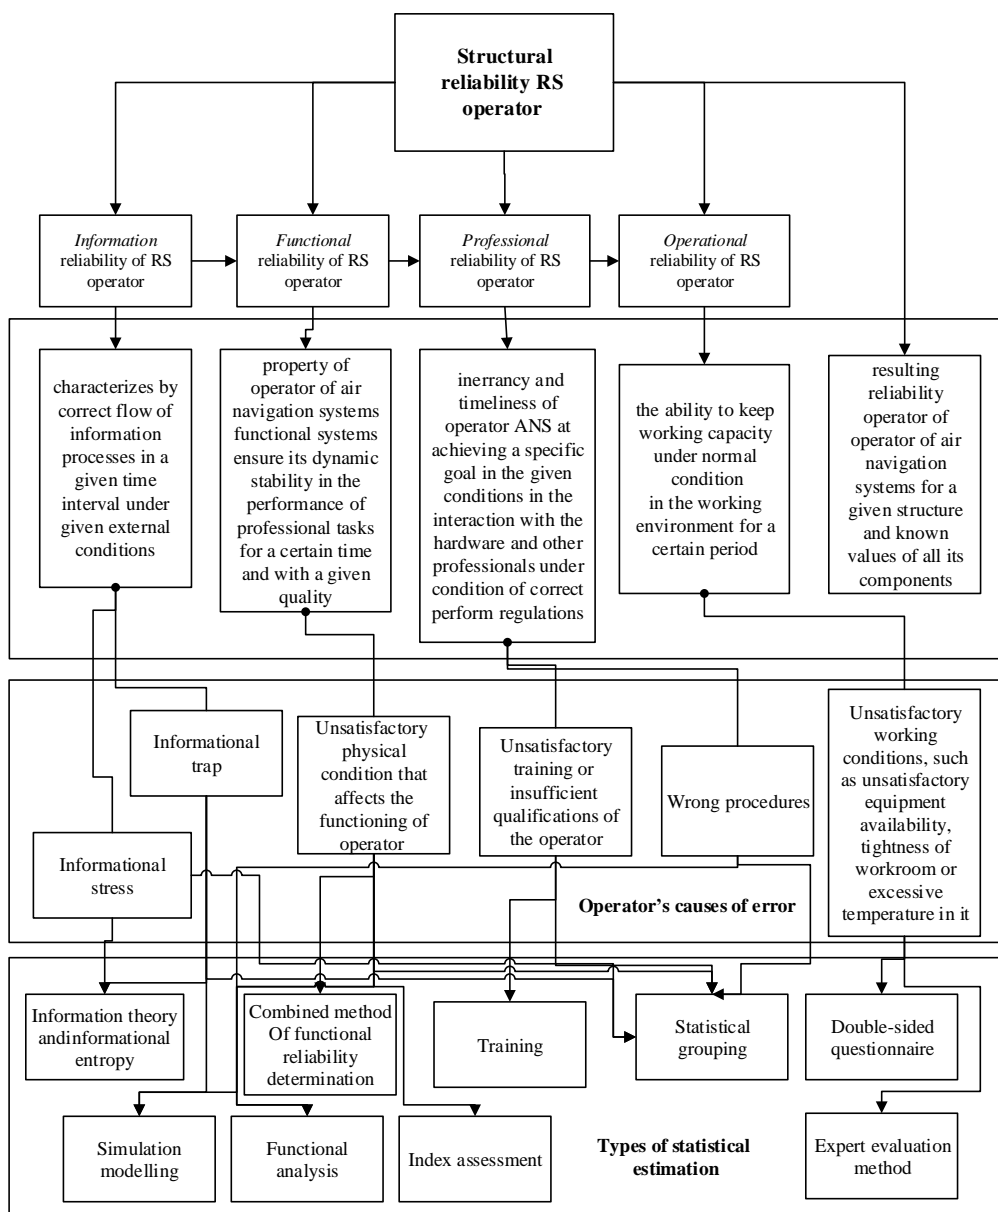 Structural
reliability RS
operator
Information
reliability of RS
operator
Functional
reliability of RS
operator
Professional
reliability of RS
operator
Operational
reliability of RS
operator
characterizes by
correct flow of
information
processes in a
given time
interval under
given external
conditions
property of
operator of air
navigation systems
functional systems
ensure its dynamic
stability in the
performance of
professional tasks
for a certain time
and with a given
quality
inerrancy and
timeliness of
operator ANS at
achieving a specific
goal in the given
conditions in the
interaction with the
hardware and other
professionals under
condition of correct
perform regulations
the ability to keep
working capacity
under normal
condition
in the working
environment for a
certain period
resulting
reliability
operator of
operator of air
navigation
systems for a
given structure
and known
values of all its
components
Informational
trap
Informational
stress
Unsatisfactory
physical
condition that
affects the
functioning of
operator
Unsatisfactory
training or
insufficient
qualifications of
the operator
Wrong procedures
Unsatisfactory
working
conditions, such
as unsatisfactory
equipment
availability,
tightness of
workroom or
excessive
temperature in it
Operator's causes of error
Information theory
andinformational
entropy
Combined method
Of functional
reliability
determination
Training
Statistical
grouping
Double-sided
questionnaire
Simulation
modelling
Functional
analysis
Index assessment
Types of statistical
estimation
Expert evaluation
method